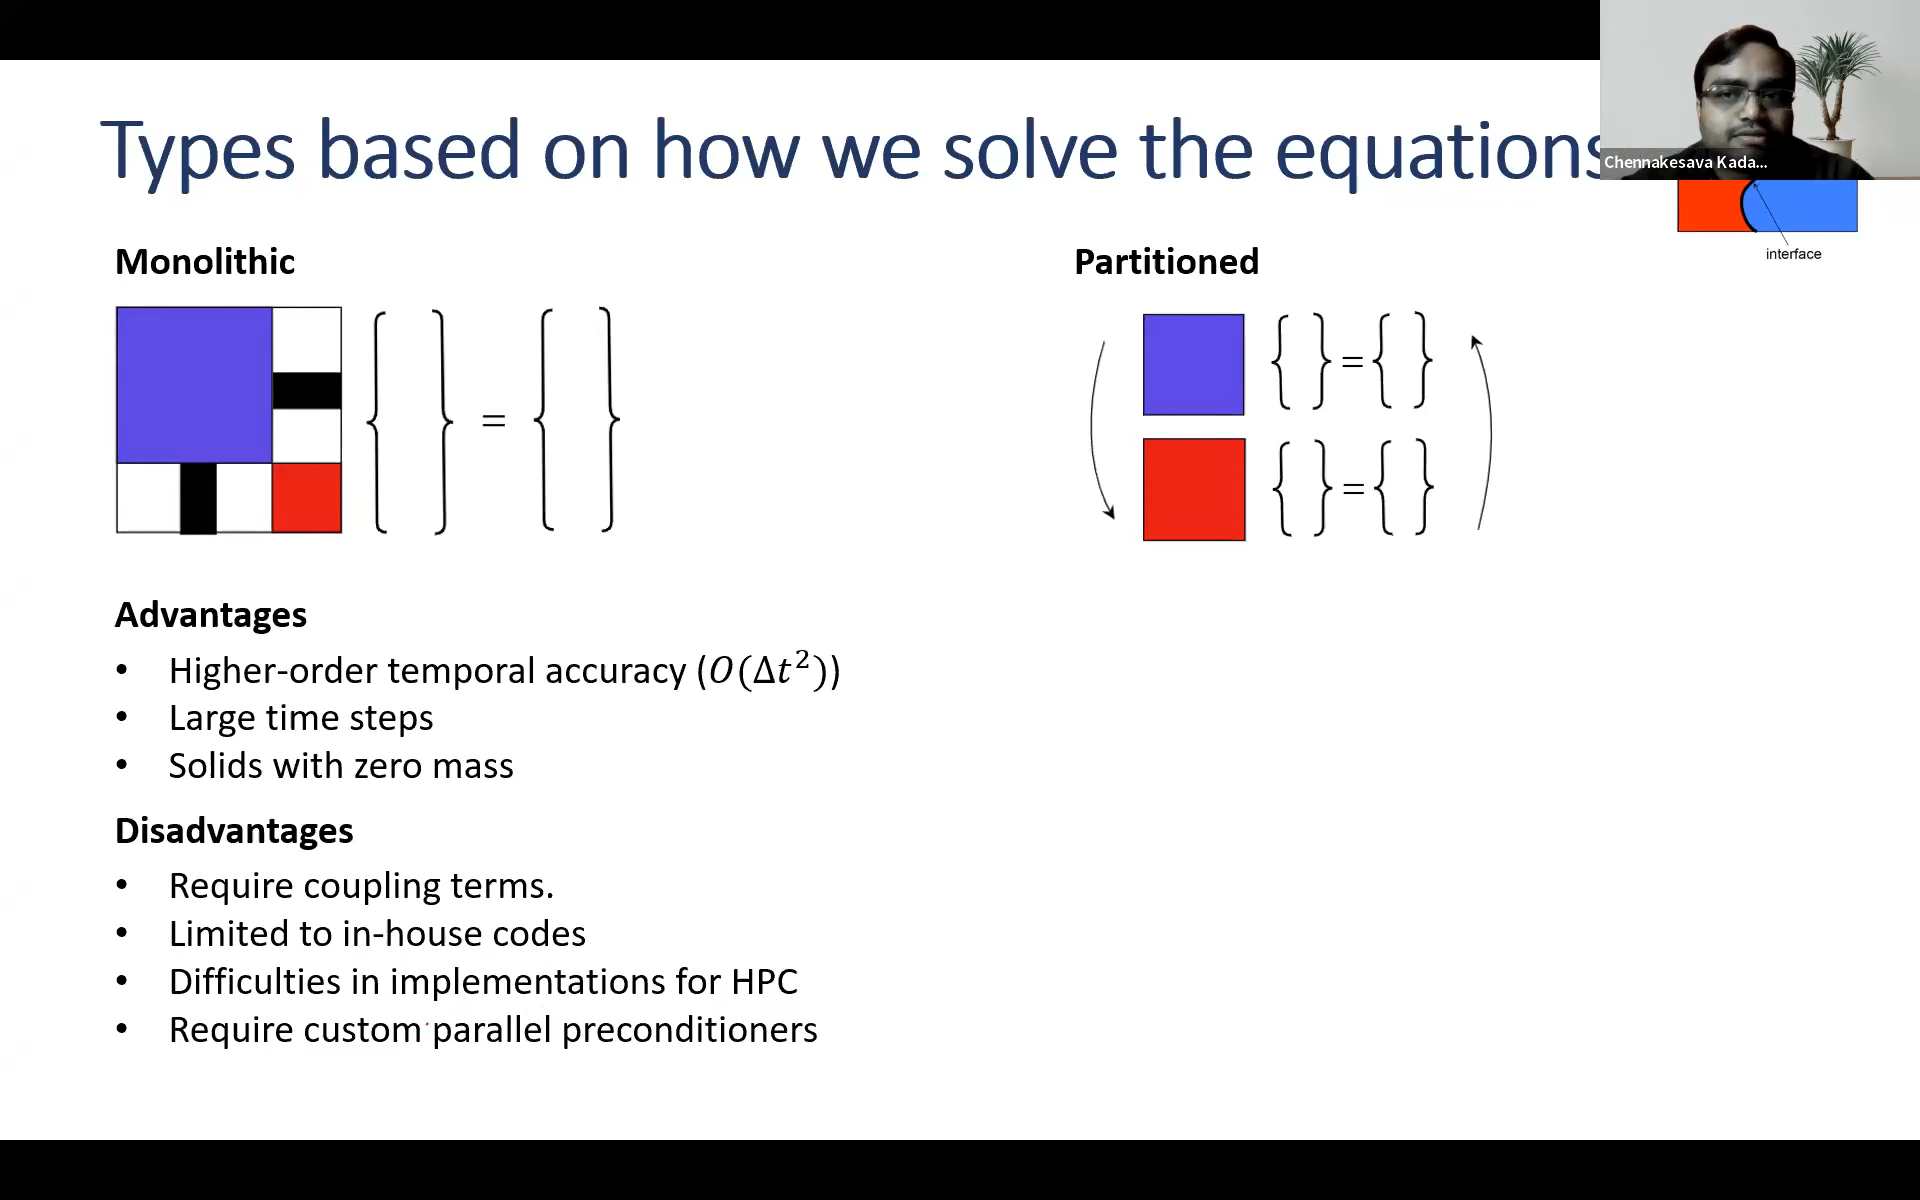 Types based on how we solve the equations
Chennakesava Kada...
interface
Monolithic
{ } = { }
Partitioned
{ } = { }
{ } = { }
Advantages
• Higher-order temporal accuracy (O(Δt²))
• Large time steps
• Solids with zero mass
Disadvantages
• Require coupling terms.
• Limited to in-house codes
• Difficulties in implementations for HPC
• Require custom parallel preconditioners